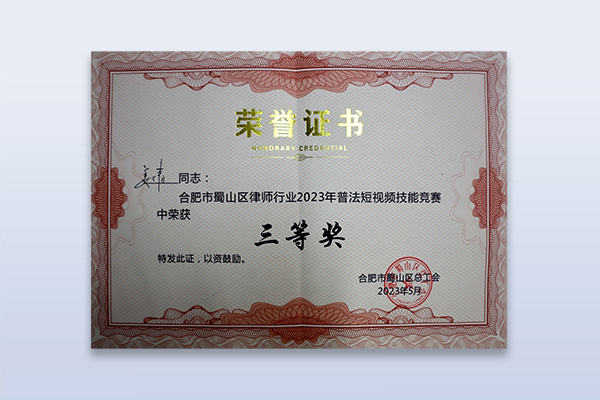 荣誉证书
HONORARY CREDENTIAL
同志：
合肥市蜀山区律师行业2023年普法短视频技能竞赛
中荣获
三等奖
特发此证，以资鼓励。
合肥市蜀山区总工会
2023年5月